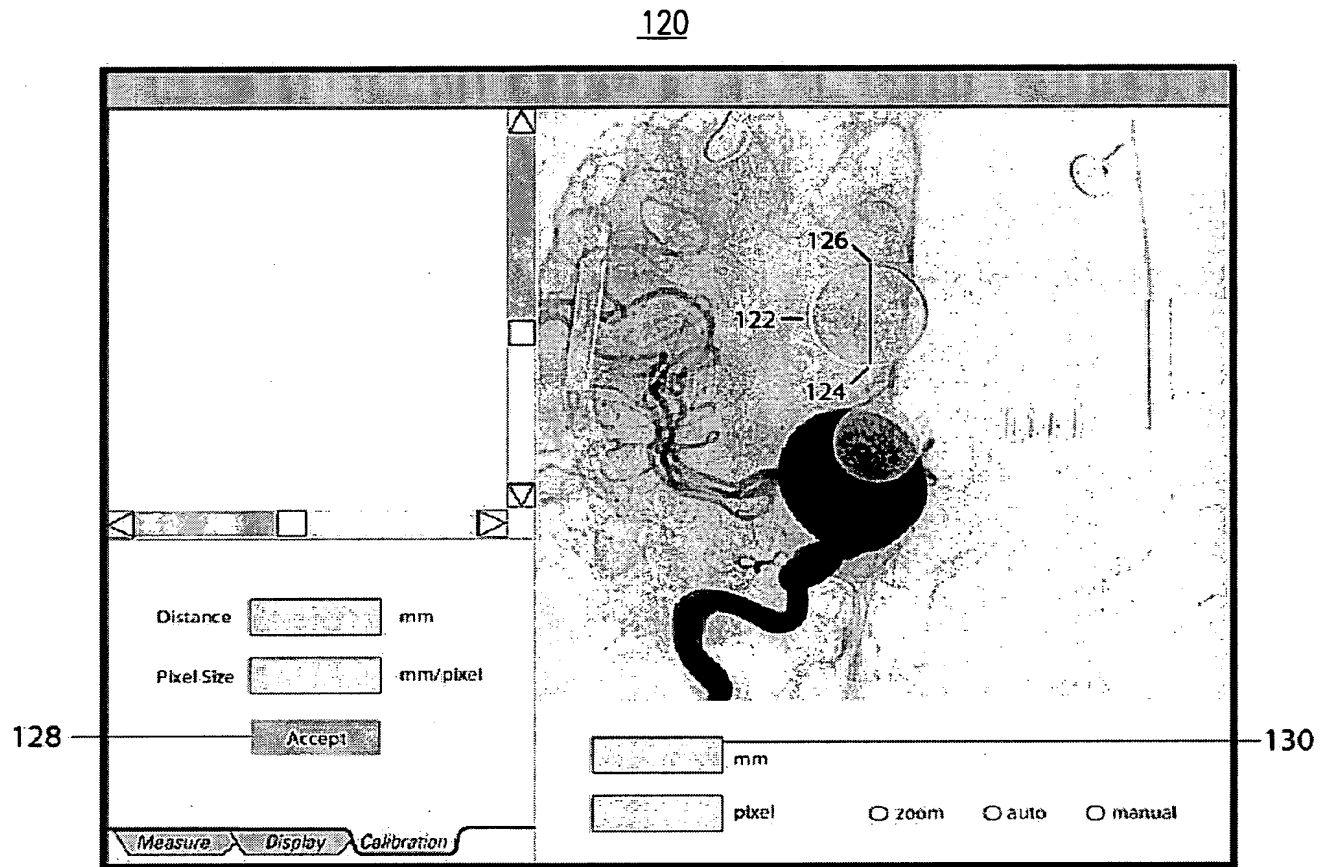 120
126
122
124
Distance mm
Pixel Size mm/pixel
128 Accept
mm 130
pixel zoom auto manual
Measure Display Calibration